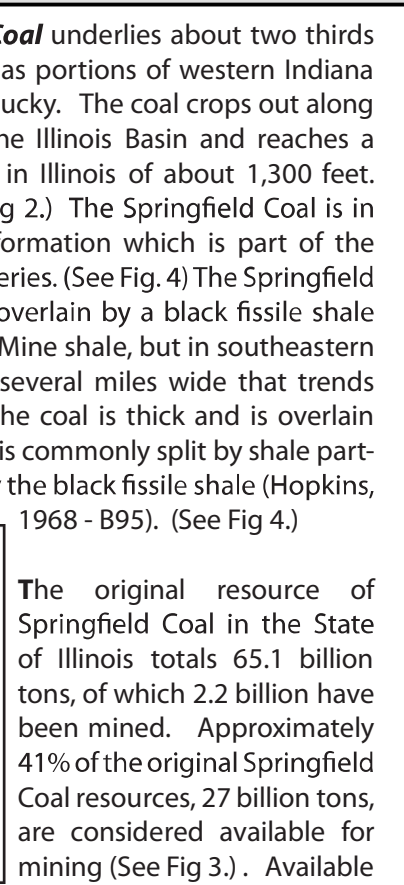 Coal underlies about two thirds
as portions of western Indiana
ucky. The coal crops out along
he Illinois Basin and reaches a
in Illinois of about 1,300 feet.
g 2.) The Springfield Coal is in
ormation which is part of the
eries. (See Fig. 4) The Springfield
overlain by a black fissile shale
Mine shale, but in southeastern
several miles wide that trends
he coal is thick and is overlain
is commonly split by shale part-
the black fissile shale (Hopkins,
1968 - B95). (See Fig 4.)
The original resource of
Springfield Coal in the State
of Illinois totals 65.1 billion
tons, of which 2.2 billion have
been mined. Approximately
41% of the original Springfield
Coal resources, 27 billion tons,
are considered available for
mining (See Fig 3.) . Available